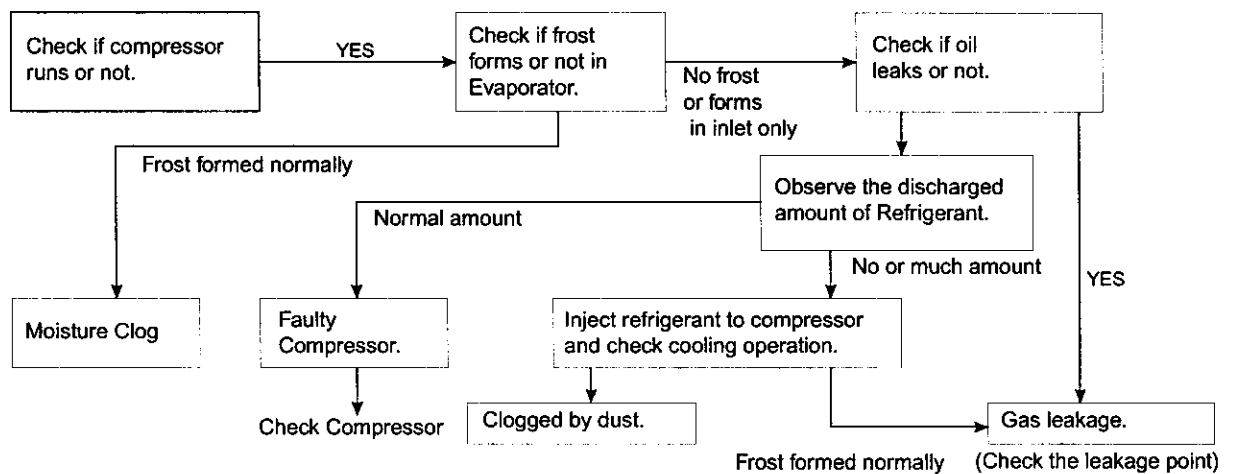 Check if compressor
runs or not.
YES
Check if frost
forms or not in
Evaporator.
No frost
or forms
in inlet only
Check if oil
leaks or not.
Frost formed normally
Observe the discharged
amount of Refrigerant.
Normal amount
No or much amount
YES
Moisture Clog
Faulty
Compressor.
Inject refrigerant to compressor
and check cooling operation.
Check Compressor
Clogged by dust.
Gas leakage.
Frost formed normally
(Check the leakage point)